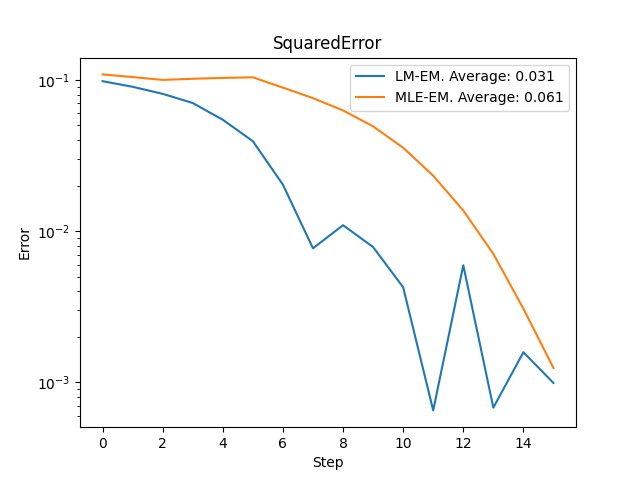 SquaredError
LM-EM. Average: 0.031
MLE-EM. Average: 0.061
10⁻¹
10⁻²
10⁻³
Error
0 2 4 6 8 10 12 14
Step